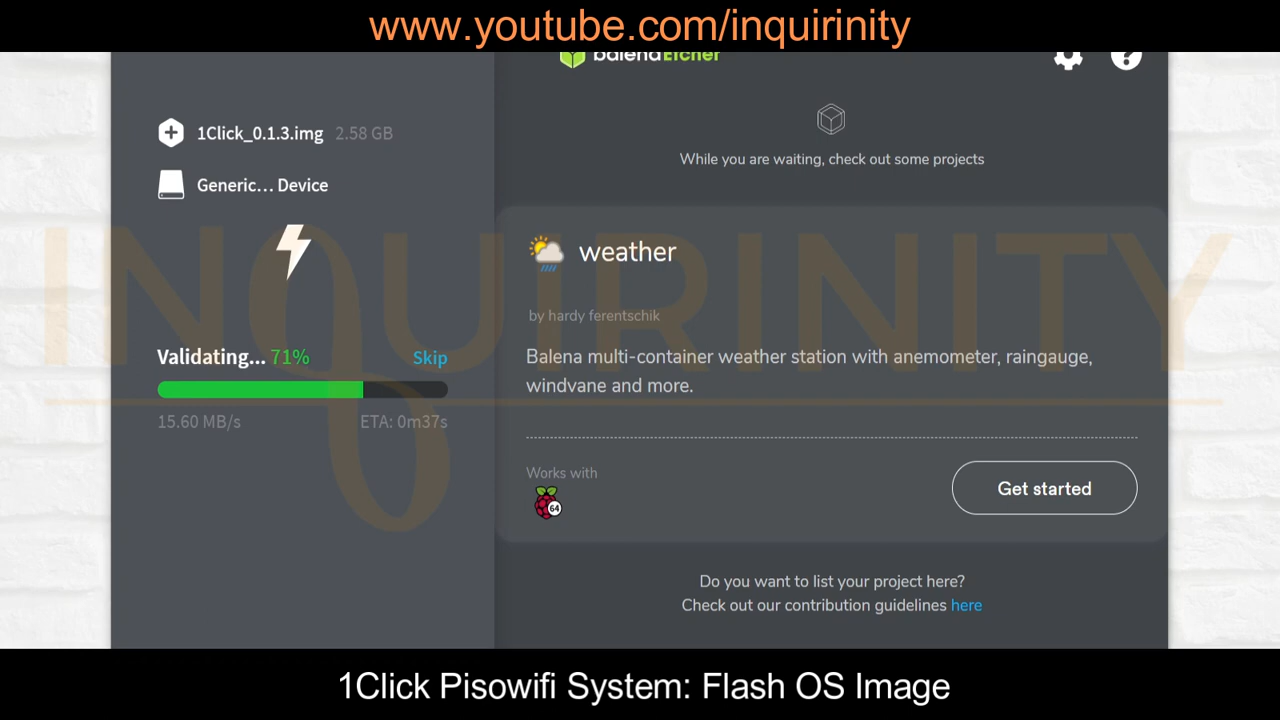 www.youtube.com/inquirinity
balenaEtcher
1Click_0.1.3.img 2.58 GB
Generic... Device
While you are waiting, check out some projects
weather
by hardy ferentschik
INQUIRINITY
Validating... 71% Skip
15.60 MB/s ETA: 0m37s
Balena multi-container weather station with anemometer, raingauge,
windvane and more.
Works with
64
Get started
Do you want to list your project here?
Check out our contribution guidelines here
1Click Pisowifi System: Flash OS Image